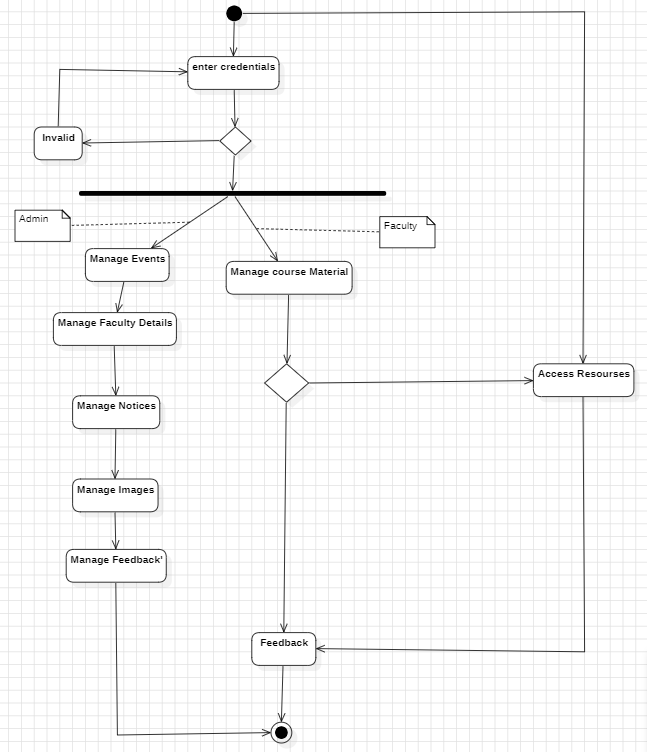 enter credentials
Invalid
Admin
Faculty
Manage Events
Manage course Material
Manage Faculty Details
Access Resourses
Manage Notices
Manage Images
Manage Feedback'
Feedback